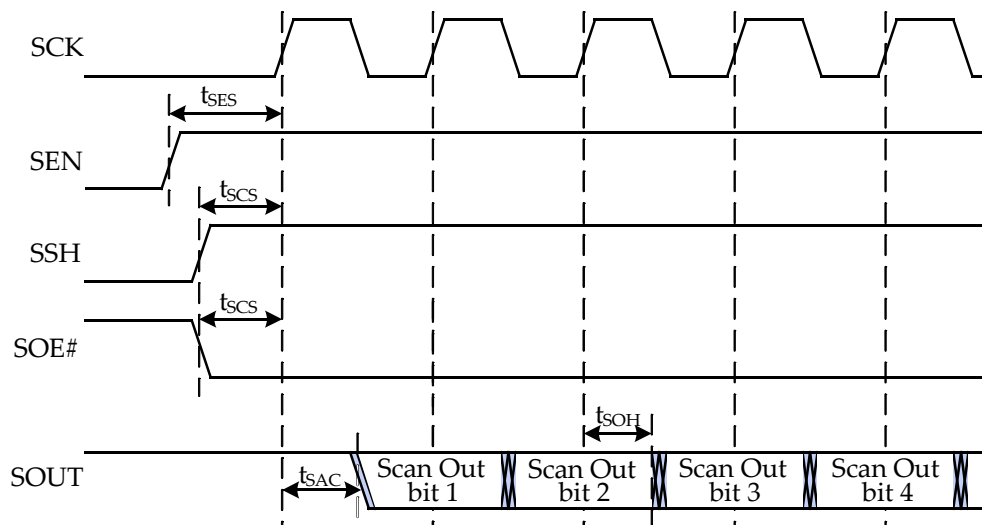 SCK
tSES
SEN
tSCS
SSH
tSCS
SOE#
tSOH
SOUT
tSAC
Scan Out
bit 1
Scan Out
bit 2
Scan Out
bit 3
Scan Out
bit 4